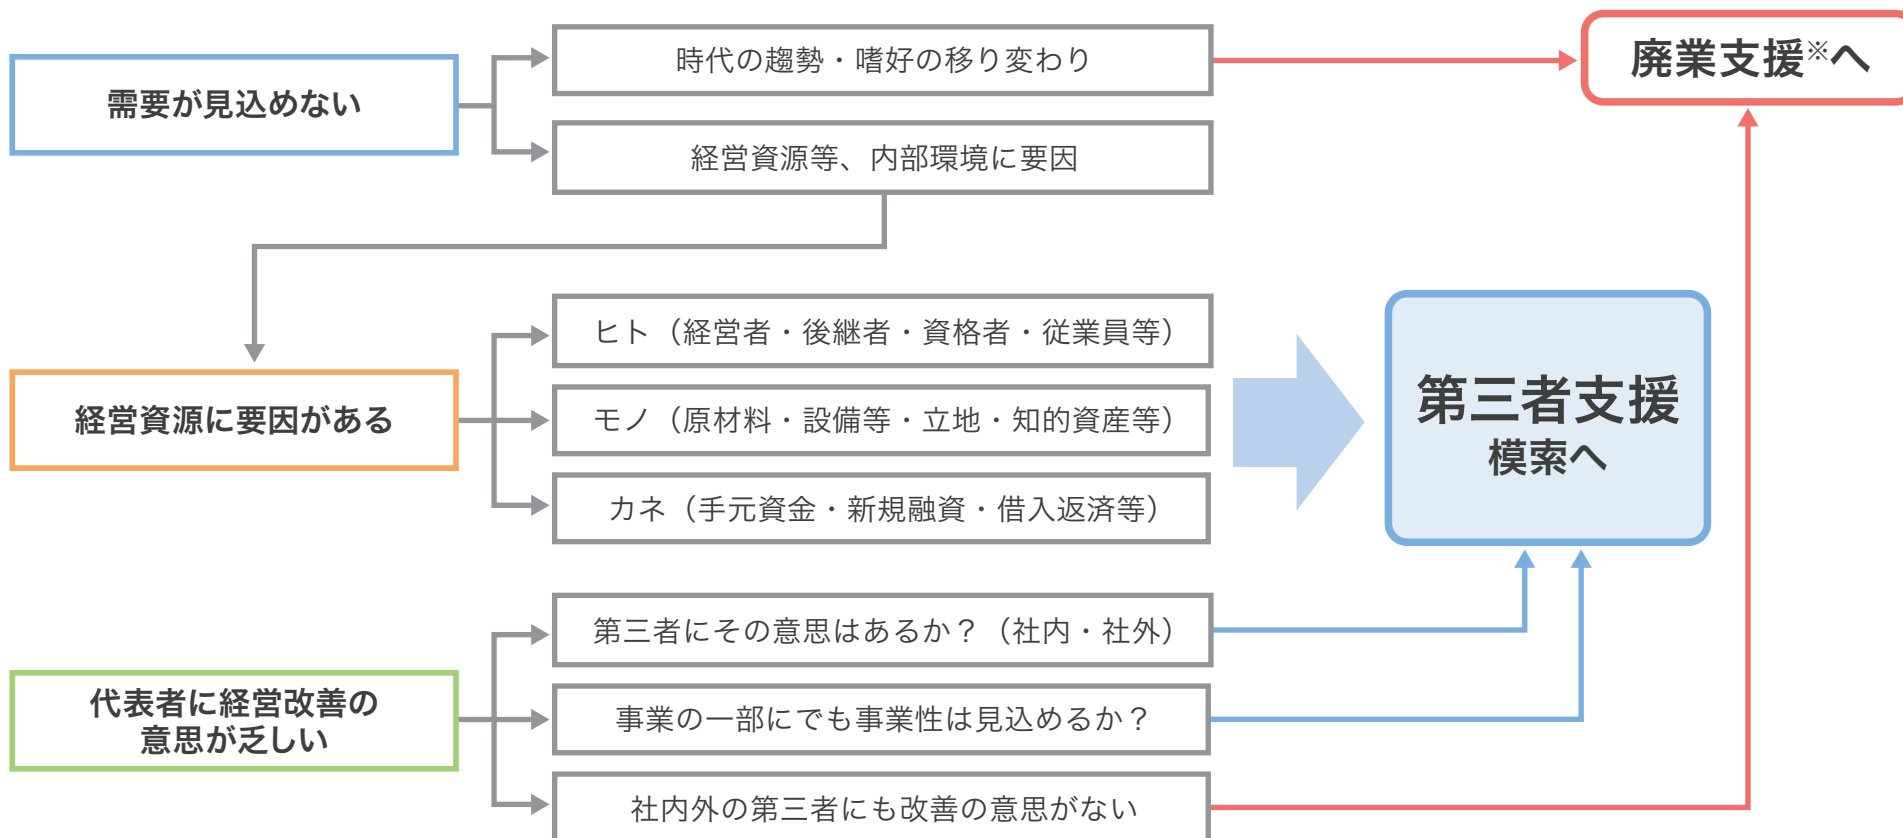 需要が見込めない
時代の趨勢・嗜好の移り変わり
経営資源等、内部環境に要因
廃業支援※へ
経営資源に要因がある
ヒト（経営者・後継者・資格者・従業員等）
モノ（原材料・設備等・立地・知的資産等）
カネ（手元資金・新規融資・借入返済等）
第三者支援
模索へ
代表者に経営改善の
意思が乏しい
第三者にその意思はあるか？（社内・社外）
事業の一部にでも事業性は見込めるか？
社内外の第三者にも改善の意思がない